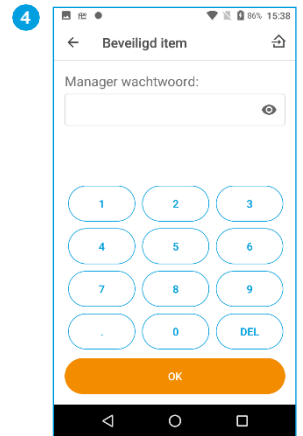 4
86% 15:38
Beveiligd item
Manager wachtwoord:
1 2 3
4 5 6
7 8 9
. 0 DEL
OK